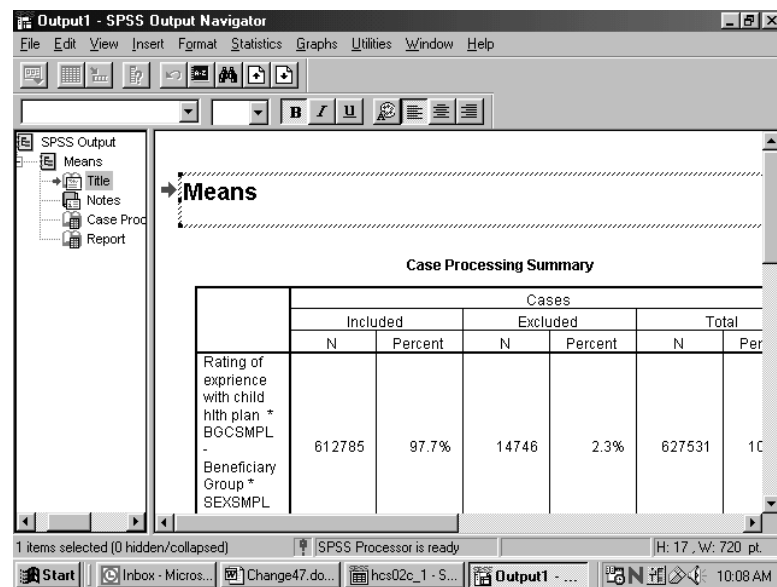 Output1 - SPSS Output Navigator
File Edit View Insert Format Statistics Graphs Utilities Window Help
B I U
SPSS Output
Means
Title
Notes
Case Proc
Report
Means
Case Processing Summary
Cases
Included Excluded Total
N Percent N Percent N Per
Rating of
exprience
with child
hlth plan *
BGCSMPL
-
Beneficiary
Group *
SEXSMPL
612785 97.7% 14746 2.3% 627531 10
1 items selected (0 hidden/collapsed) SPSS Processor is ready H: 17 , W: 720 pt.
Start Inbox - Micros... Change47.do... hcs02c_1 - S... Output1 - ... 10:08 AM